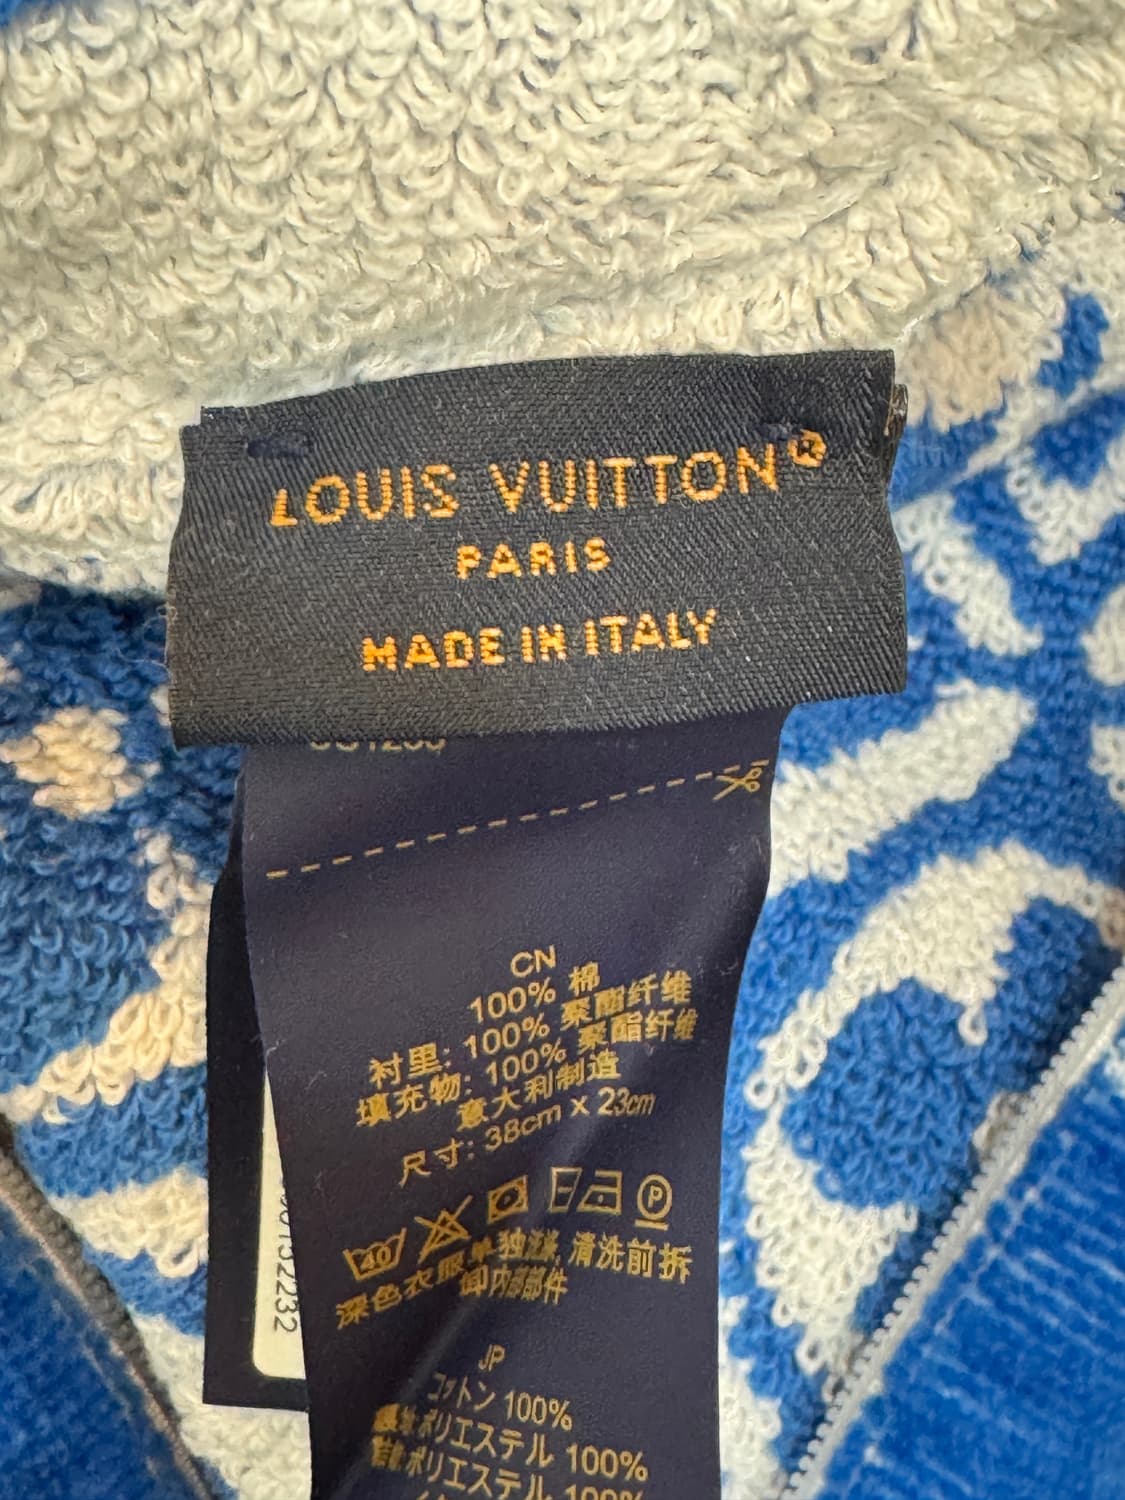 LOUIS VUITTON®
PARIS
MADE IN ITALY
CN
100% 棉
衬里: 100% 聚酯纤维
填充物: 100% 聚酯纤维
意大利制造
尺寸: 38cm x 23cm
40
P
深色衣服单独洗涤 清洗前拆
卸内部部件
JP
コットン 100%
ポリエステル 100%
ポリエステル 100%